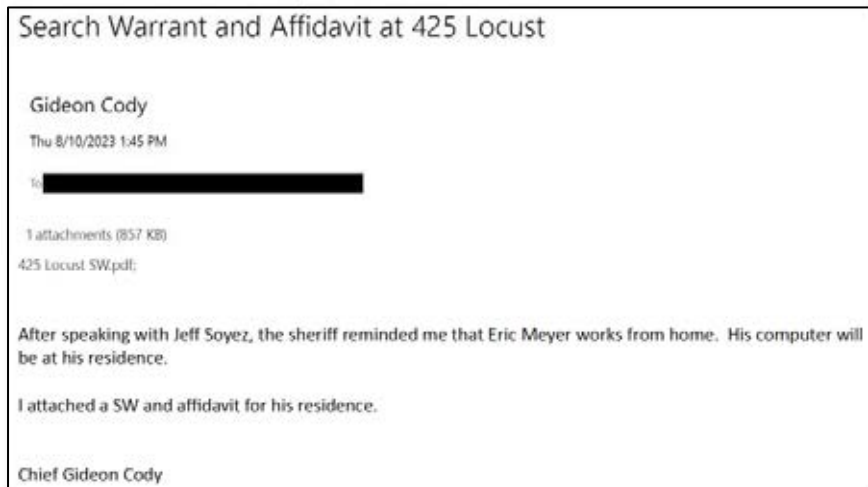 Search Warrant and Affidavit at 425 Locust
Gideon Cody
Thu 8/10/2023 1:45 PM
To
1 attachments (857 KB)
425 Locust SW.pdf;
After speaking with Jeff Soyez, the sheriff reminded me that Eric Meyer works from home. His computer will
be at his residence.
I attached a SW and affidavit for his residence.
Chief Gideon Cody